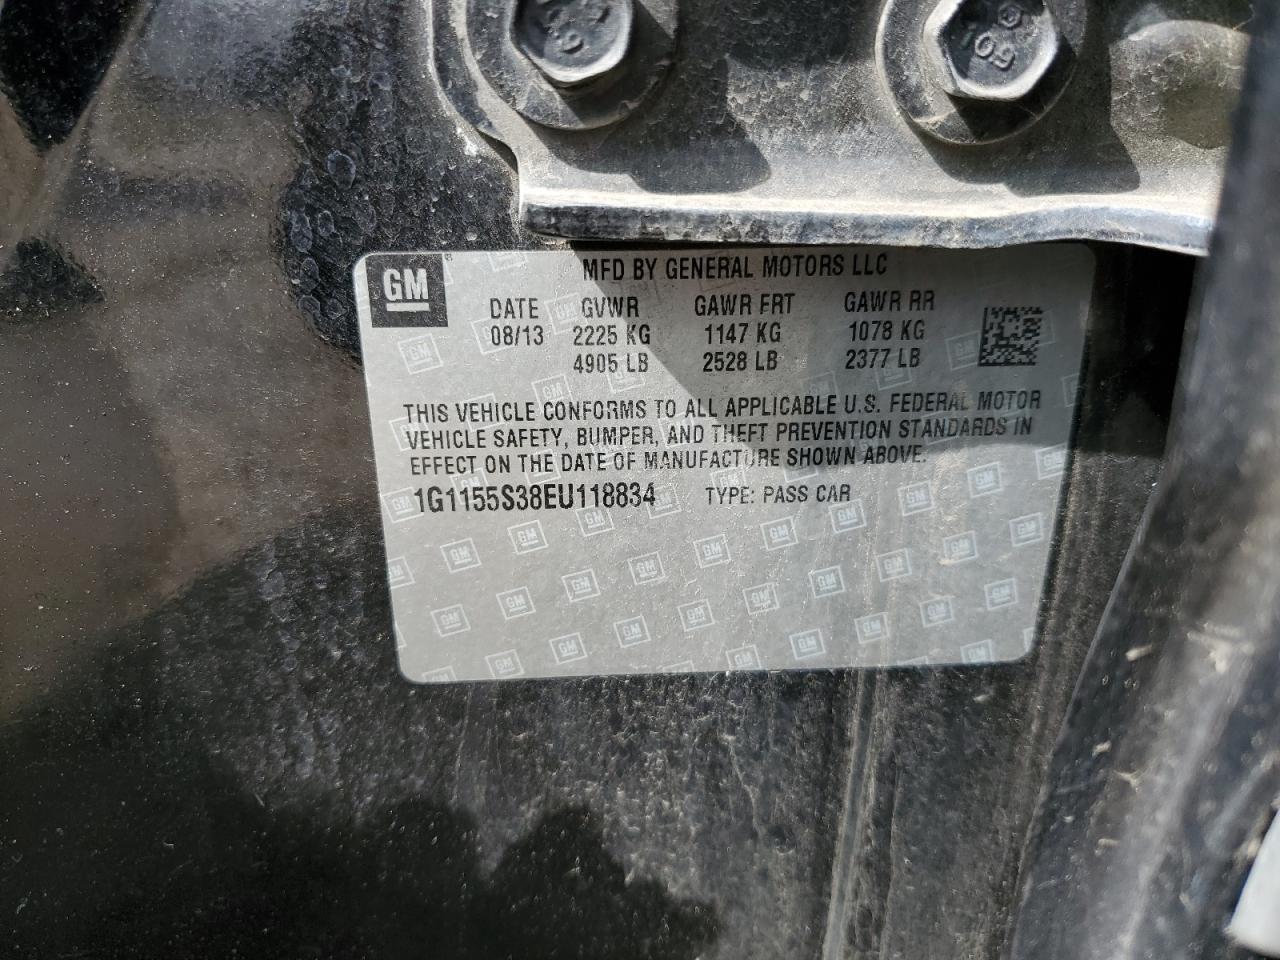 GM
MFD BY GENERAL MOTORS LLC
DATE GVWR GAWR FRT GAWR RR
08/13 2225 KG 1147 KG 1078 KG
4905 LB 2528 LB 2377 LB
THIS VEHICLE CONFORMS TO ALL APPLICABLE U.S. FEDERAL MOTOR
VEHICLE SAFETY, BUMPER, AND THEFT PREVENTION STANDARDS IN
EFFECT ON THE DATE OF MANUFACTURE SHOWN ABOVE.
1G1155S38EU118834 TYPE: PASS CAR